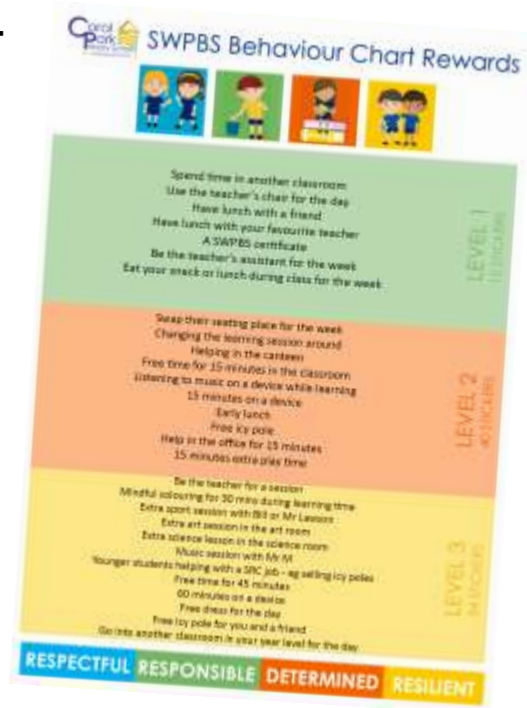 Coral
Park
SWPBS Behaviour Chart Rewards
Spend time in another classroom
Use the teacher's chair for the day
Have lunch with a friend
Have lunch with your favourite teacher
A SWPBS certificate
Be the teacher's assistant for the week
Eat your snack or lunch during class for the week
LEVEL 1
STICKERS
Swap their seating place for the week
Changing the learning session around
Helping in the canteen
Free time for 15 minutes in the classroom
Listening to music on a device while learning
15 minutes on a device
Early lunch
Free icy pole
Help in the office for 15 minutes
15 minutes extra play time
LEVEL 2
40 STICKERS
Be the teacher for a session
Mindful colouring for 30 mins during learning time
Extra sport session with Bill or Mr Lawson
Extra art session in the art room
Extra science lesson in the science room
Music session with Mr M
Younger students helping with a SRC job - eg selling icy poles
Free time for 45 minutes
60 minutes on a device
Free dress for the day
Free icy pole for you and a friend
Go into another classroom in your year level for the day
LEVEL 3
STICKERS
RESPECTFUL RESPONSIBLE DETERMINED RESILIENT